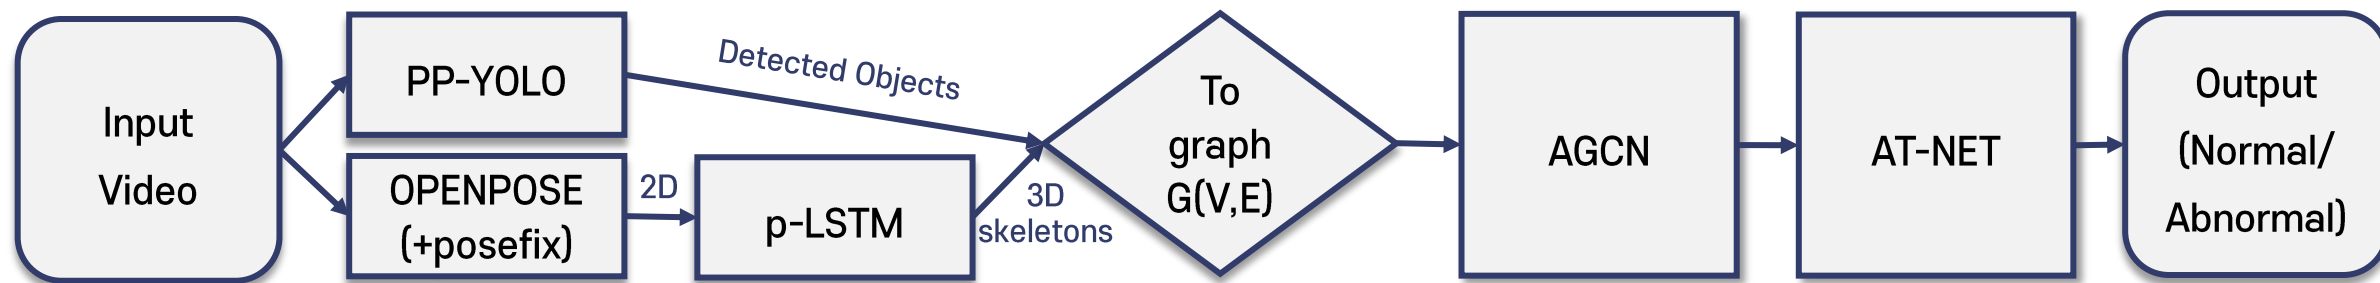 Input
Video
PP-YOLO
OPENPOSE
(+posefix)
Detected Objects
2D
p-LSTM
3D
skeletons
To
graph
G(V,E)
AGCN
AT-NET
Output
(Normal/
Abnormal)